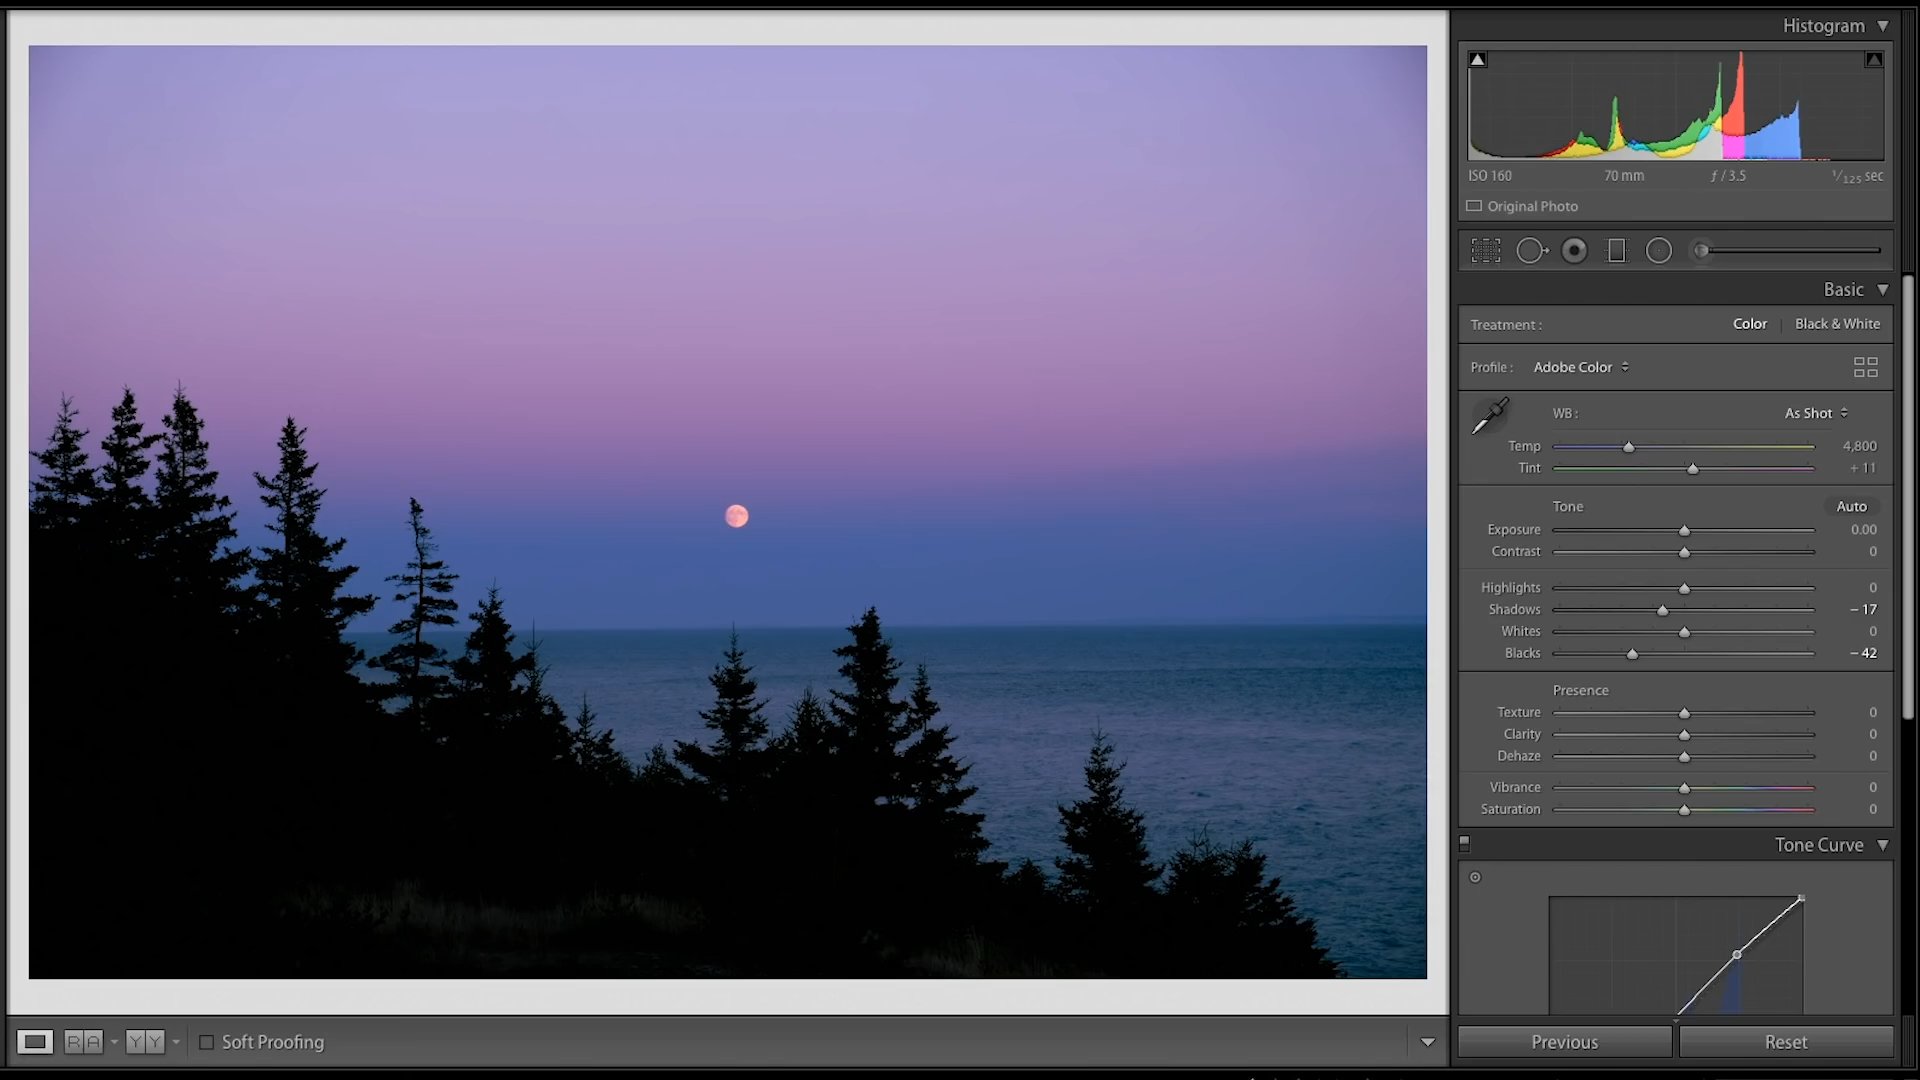 Histogram
ISO 160 70 mm ƒ / 3.5 1/125 sec
Original Photo
Basic
Treatment : Color Black & White
Profile : Adobe Color
WB : As Shot
Temp 4,800
Tint + 11
Tone Auto
Exposure 0.00
Contrast 0
Highlights 0
Shadows – 17
Whites 0
Blacks – 42
Presence
Texture 0
Clarity 0
Dehaze 0
Vibrance 0
Saturation 0
Tone Curve
R A Y Y Soft Proofing
Previous Reset